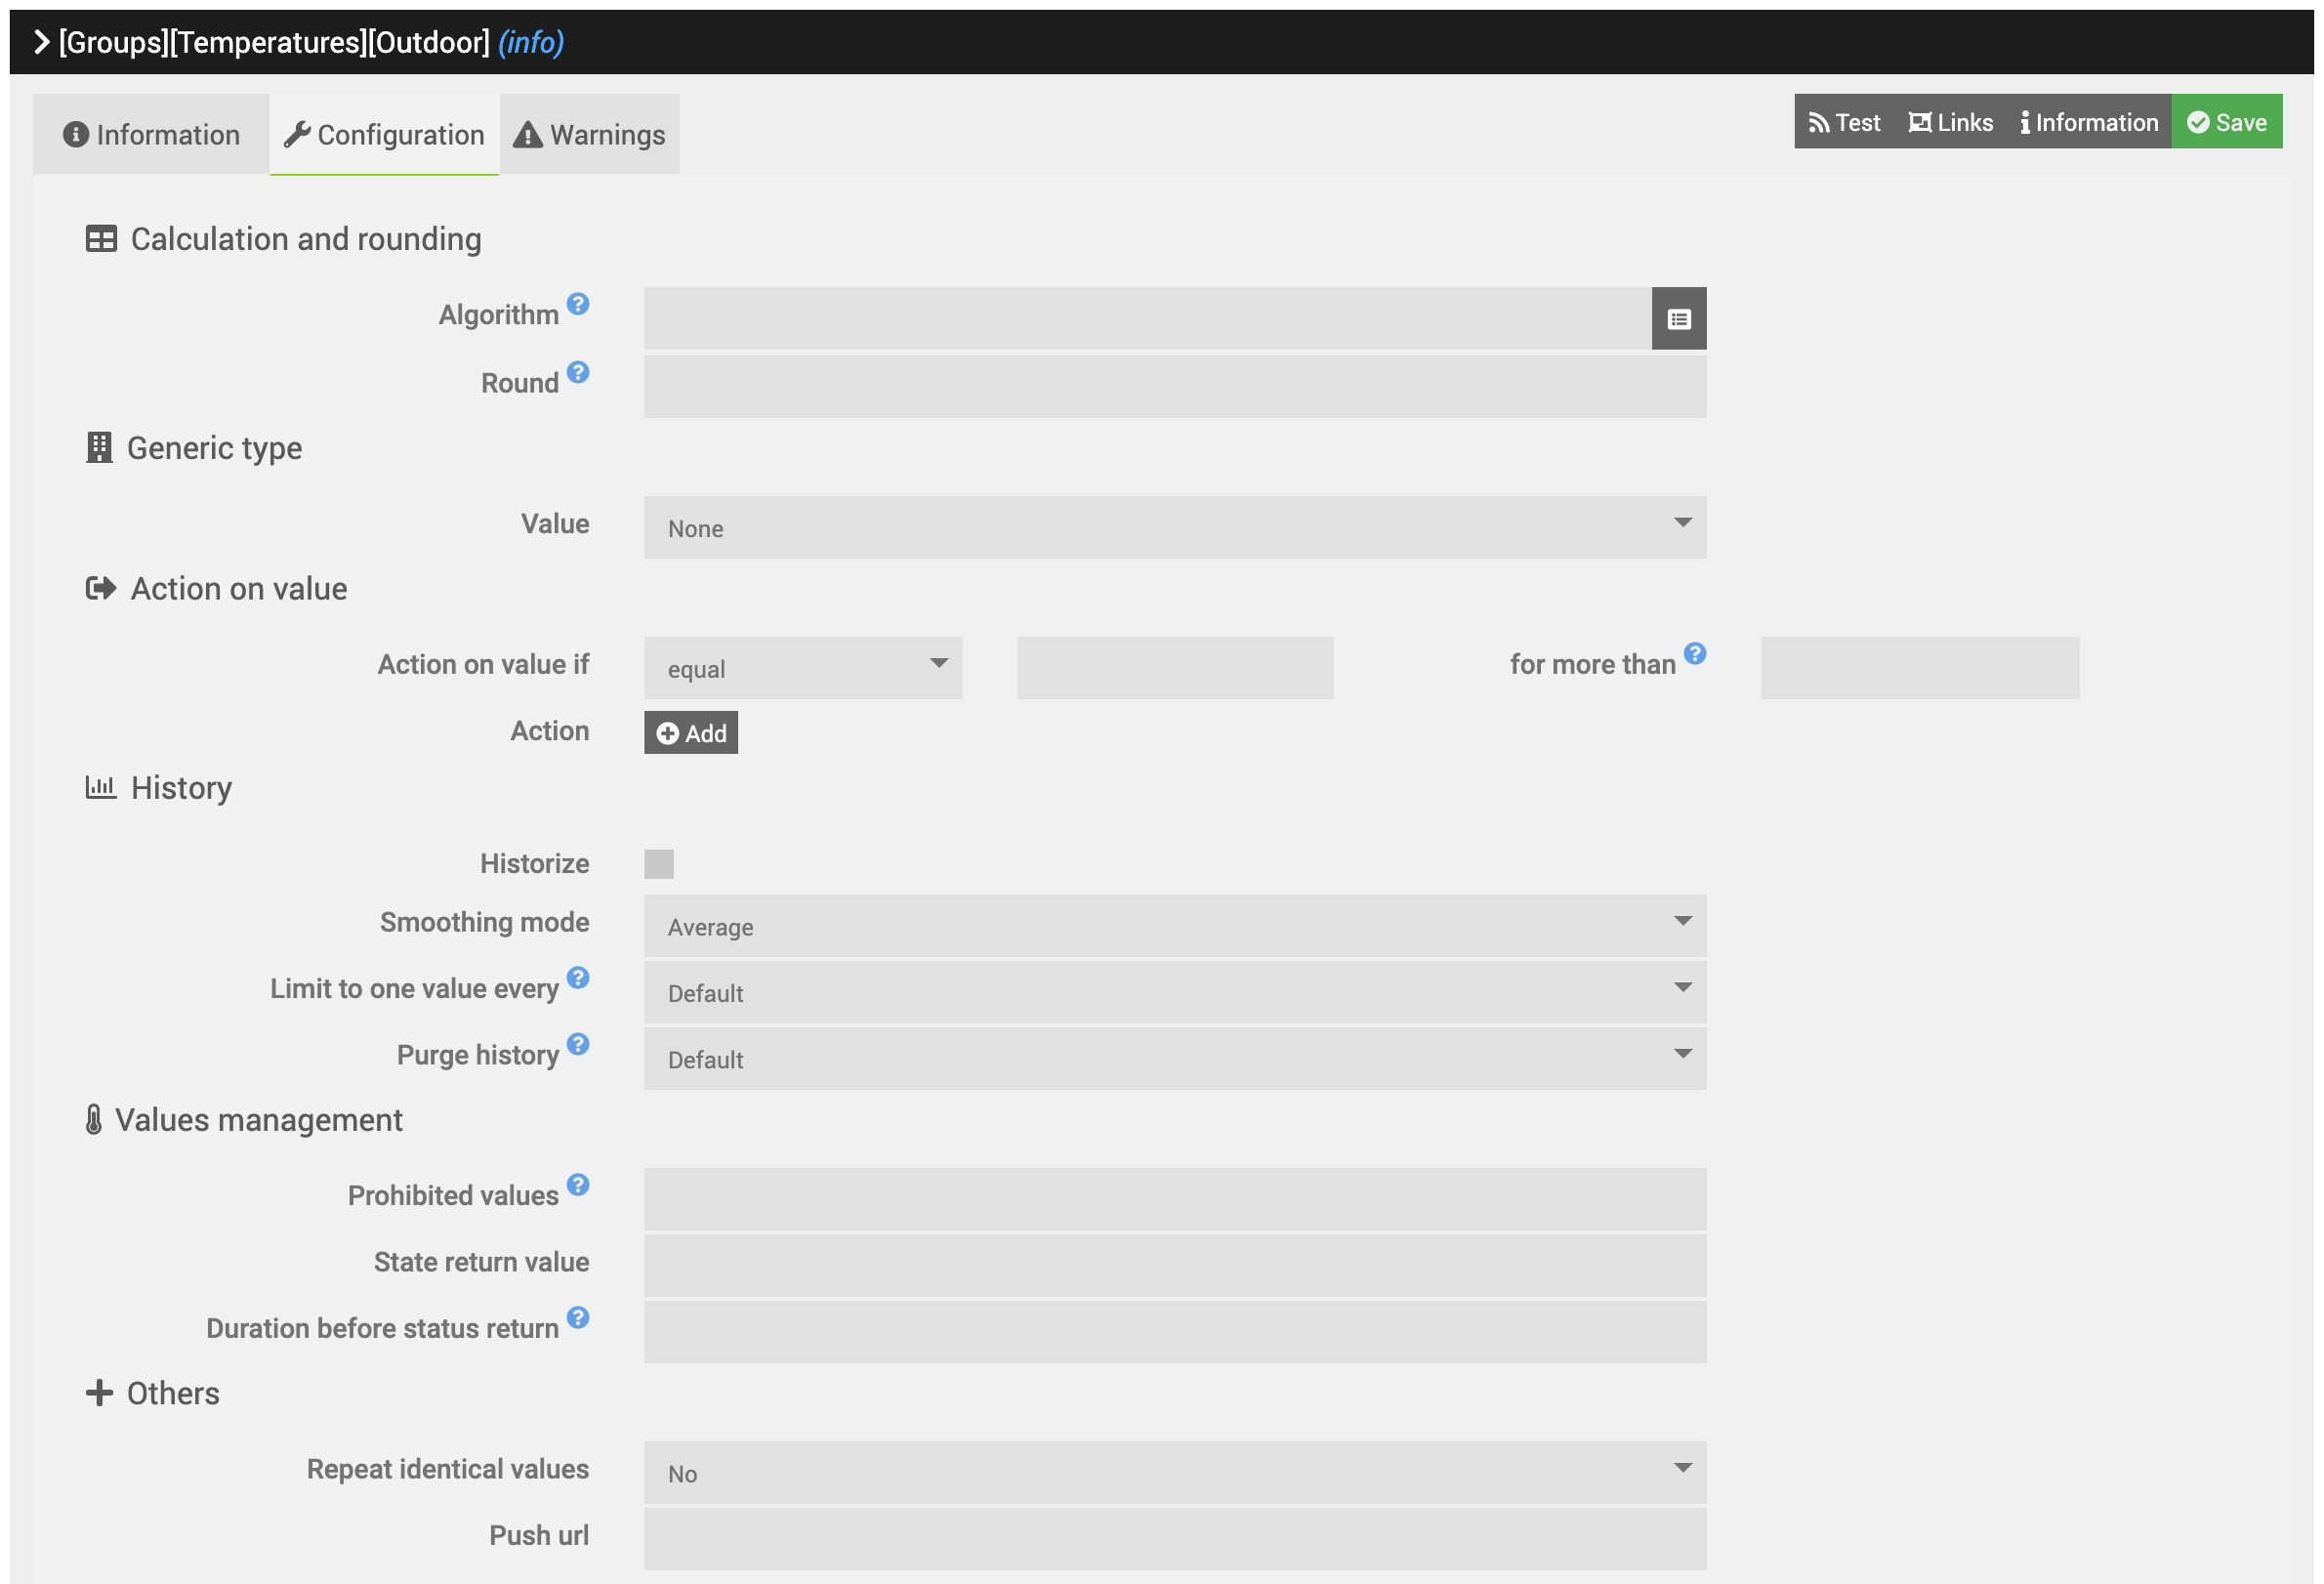 [Groups][Temperatures][Outdoor] (info)
Information Configuration Warnings
Test Links Information Save
Calculation and rounding
Algorithm
Round
Generic type
Value None
Action on value
Action on value if equal for more than
Action Add
History
Historize
Smoothing mode Average
Limit to one value every Default
Purge history Default
Values management
Prohibited values
State return value
Duration before status return
Others
Repeat identical values No
Push url